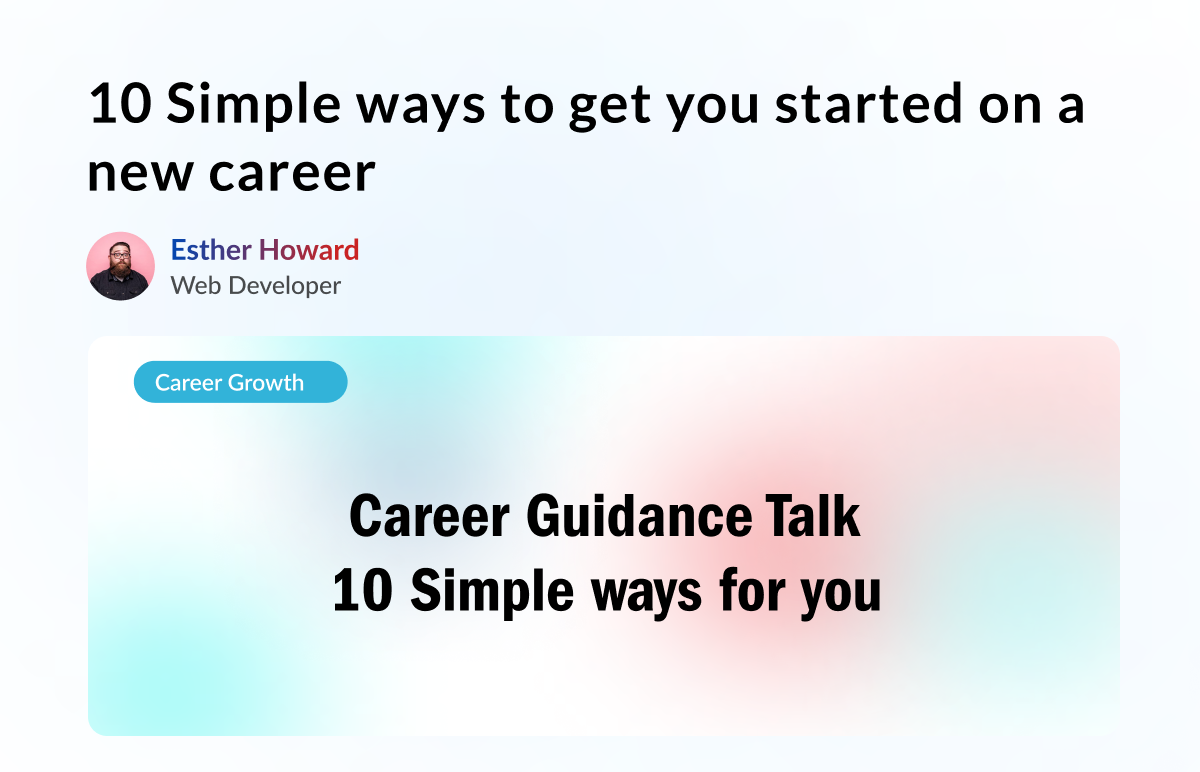 10 Simple ways to get you started on a
new career
Esther Howard
Web Developer
Career Growth
Career Guidance Talk
10 Simple ways for you